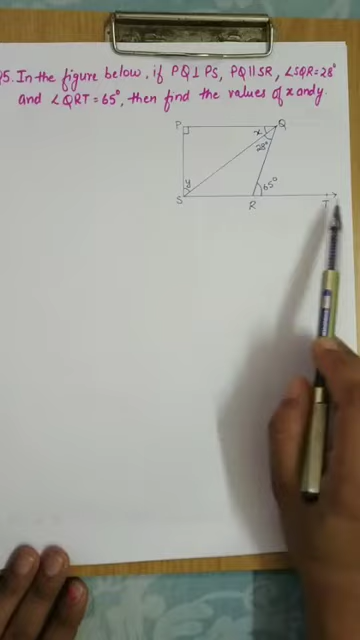 Q5. In the figure below, if PQ⊥PS, PQ∥SR, ∠SQR=28°
and ∠QRT=65°, then find the values of x and y.
P
x
Q
28°
y
65°
S
R
T